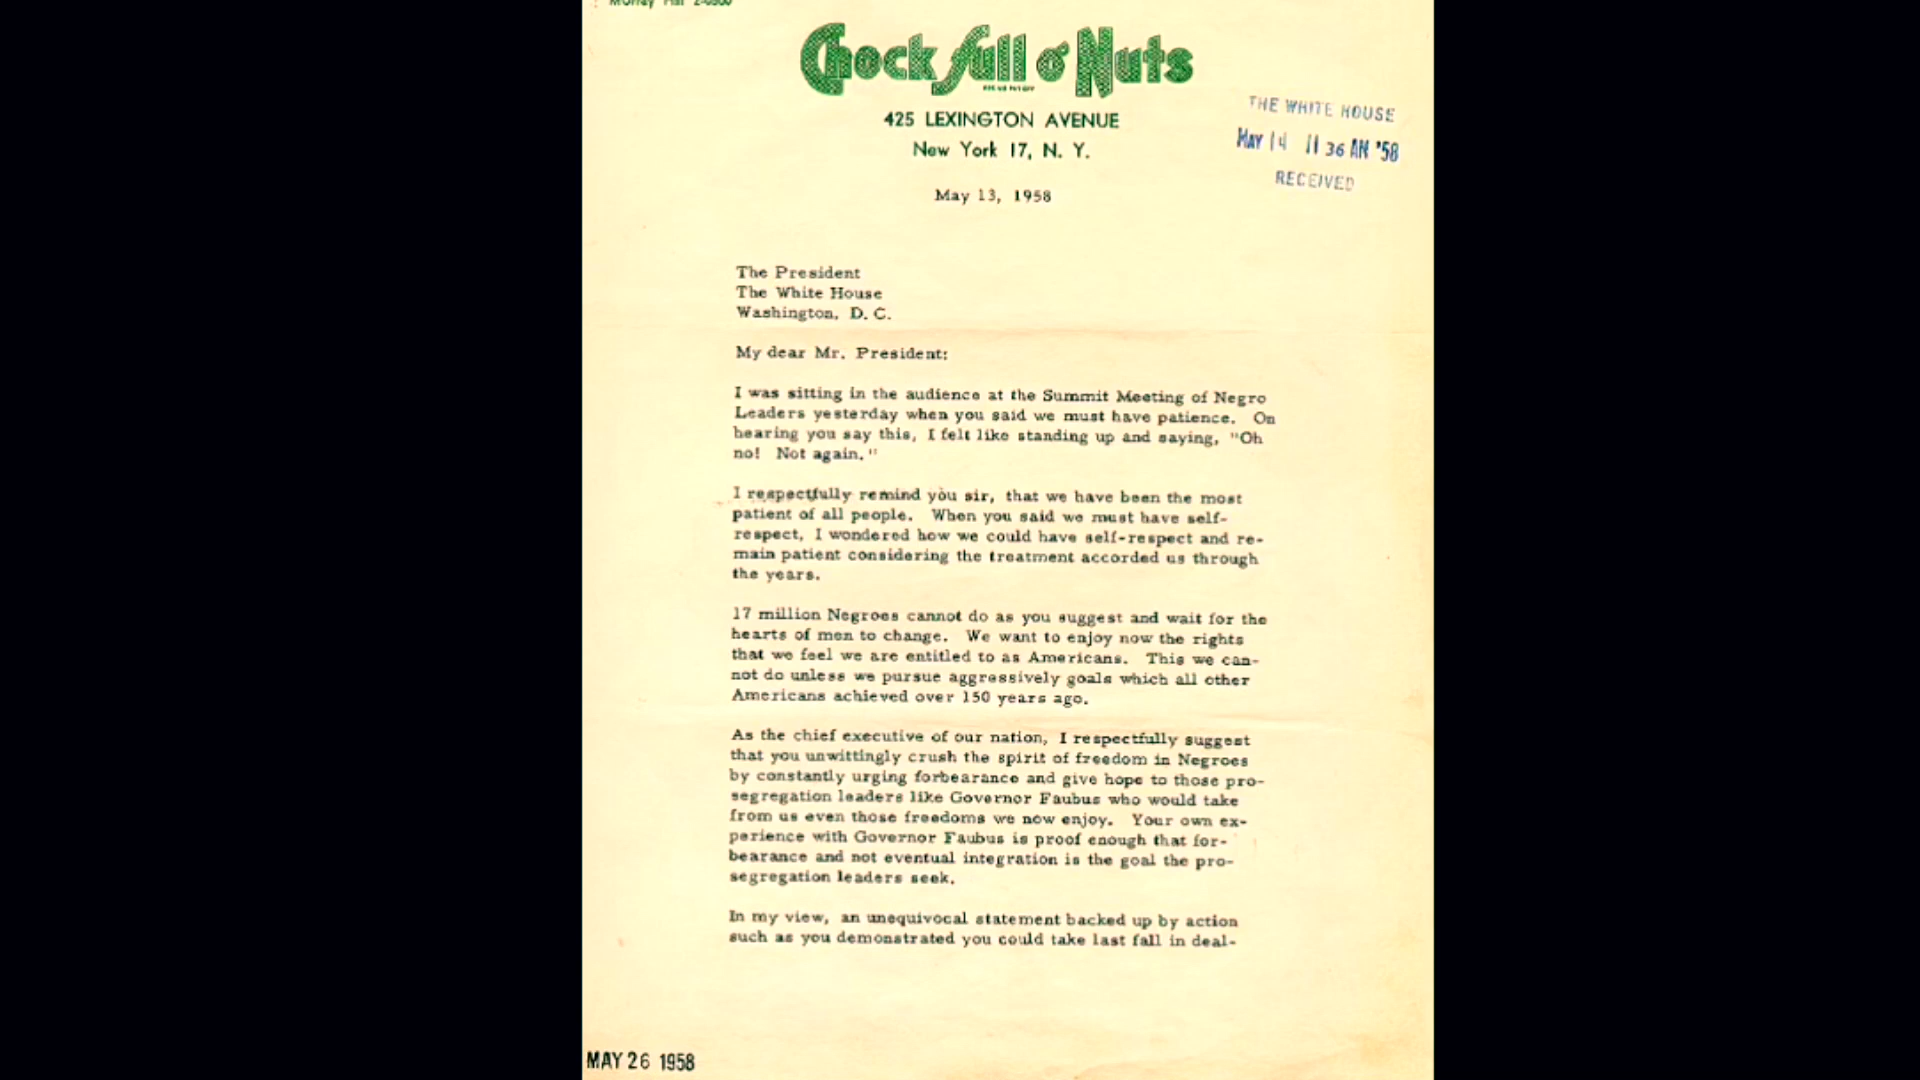 Murray Hill 2-0600
Chock full o' Nuts
425 LEXINGTON AVENUE
New York 17, N. Y.
THE WHITE HOUSE
MAY 14 11 36 AM '58
RECEIVED
May 13, 1958
The President
The White House
Washington, D. C.
My dear Mr. President:
I was sitting in the audience at the Summit Meeting of Negro
Leaders yesterday when you said we must have patience. On
hearing you say this, I felt like standing up and saying, "Oh
no! Not again."
I respectfully remind you sir, that we have been the most
patient of all people. When you said we must have self-
respect, I wondered how we could have self-respect and re-
main patient considering the treatment accorded us through
the years.
17 million Negroes cannot do as you suggest and wait for the
hearts of men to change. We want to enjoy now the rights
that we feel we are entitled to as Americans. This we can-
not do unless we pursue aggressively goals which all other
Americans achieved over 150 years ago.
As the chief executive of our nation, I respectfully suggest
that you unwittingly crush the spirit of freedom in Negroes
by constantly urging forbearance and give hope to those pro-
segregation leaders like Governor Faubus who would take
from us even those freedoms we now enjoy. Your own ex-
perience with Governor Faubus is proof enough that for-
bearance and not eventual integration is the goal the pro-
segregation leaders seek.
In my view, an unequivocal statement backed up by action
such as you demonstrated you could take last fall in deal-
MAY 26 1958